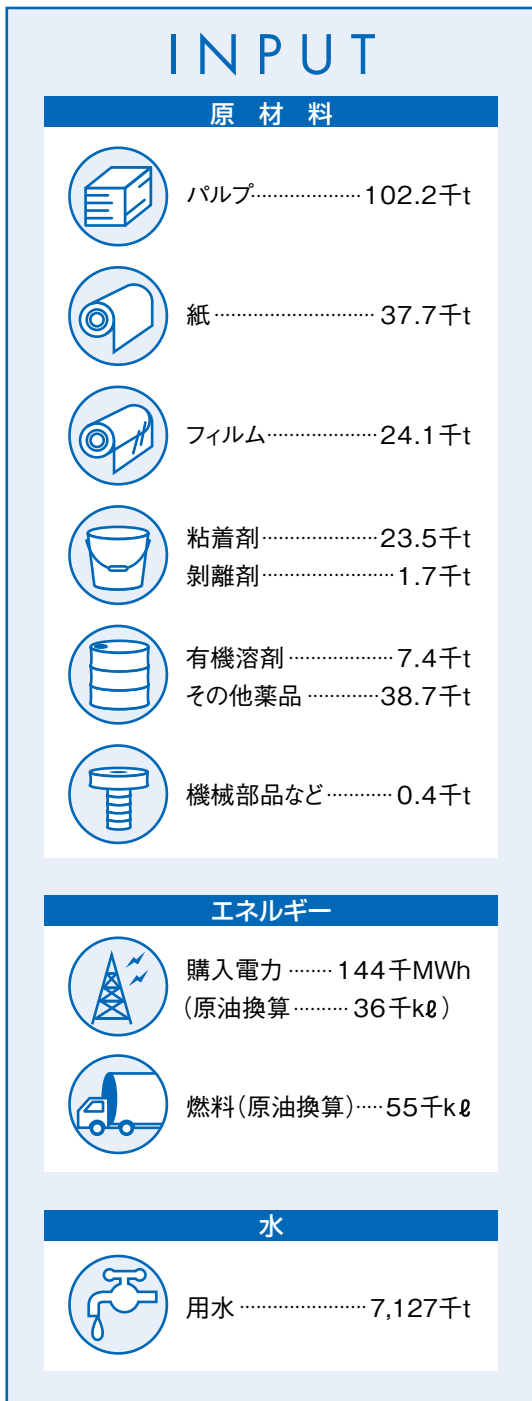 INPUT
原材料
パルプ…………………102.2千t
紙…………………………37.7千t
フィルム…………………24.1千t
粘着剤…………………23.5千t
剝離剤……………………1.7千t
有機溶剤………………7.4千t
その他薬品…………38.7千t
機械部品など…………0.4千t
エネルギー
購入電力………144千MWh
（原油換算………36千kℓ）
燃料（原油換算）……55千kℓ
水
用水……………………7,127千t